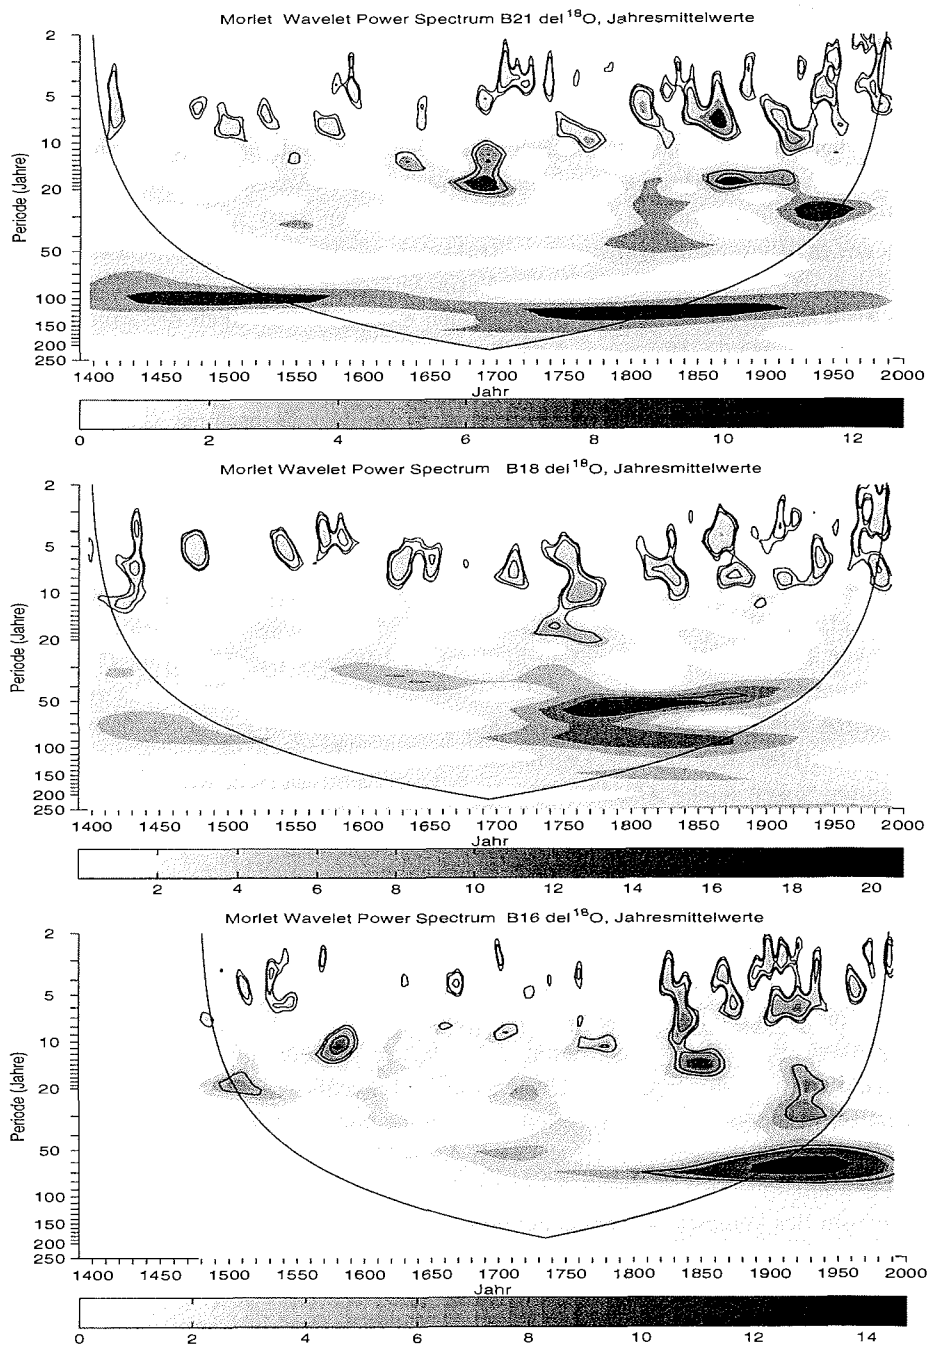 Morlet Wavelet Power Spectrum B21 del ¹⁸O, Jahresmittelwerte
2
5
10
20
50
100
150
200
250
Periode (Jahre)
1400 1450 1500 1550 1600 1650 1700 1750 1800 1850 1900 1950 2000
Jahr
0 2 4 6 8 10 12
Morlet Wavelet Power Spectrum B18 del ¹⁸O, Jahresmittelwerte
2
5
10
20
50
100
150
200
250
Periode (Jahre)
1400 1450 1500 1550 1600 1650 1700 1750 1800 1850 1900 1950 2000
Jahr
2 4 6 8 10 12 14 16 18 20
Morlet Wavelet Power Spectrum B16 del ¹⁸O, Jahresmittelwerte
2
5
10
20
50
100
150
200
250
Periode (Jahre)
1400 1450 1500 1550 1600 1650 1700 1750 1800 1850 1900 1950 2000
Jahr
0 2 4 6 8 10 12 14